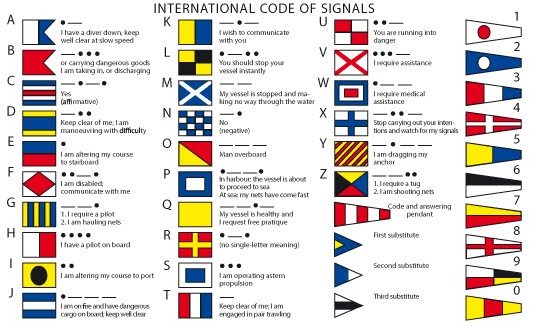 INTERNATIONAL CODE OF SIGNALS
A
I have a diver down; keep
well clear at slow speed
B
or carrying dangerous goods
I am taking in, or discharging
C
Yes
(affirmative)
D
Keep clear of me; I am
manoeuvring with difficulty
E
I am altering my course
to starboard
F
I am disabled;
communicate with me
G
1. I require a pilot
2. I am hauling nets
H
I have a pilot on board
I
I am altering my course to port
J
I am on fire and have dangerous
cargo on board; keep well clear
K
I wish to communicate
with you
L
You should stop your
vessel instantly
M
My vessel is stopped and ma-
king no way through the water
N
No
(negative)
O
Man overboard
P
In harbour: the vessel is about
to proceed to sea
At sea: my nets have come fast
Q
My vessel is healthy and
I request free pratique
R
(no single-letter meaning)
S
I am operating astern
propulsion
T
Keep clear of me; I am
engaged in pair trawling
U
You are running into
danger
V
I require assistance
W
I require medical
assistance
X
Stop carrying out your inten-
tions and watch for my signals
Y
I am dragging my
anchor
Z
1. I require a tug
2. I am shooting nets
Code and answering
pendant
First substitute
Second substitute
Third substitute
1
2
3
4
5
6
7
8
9
0